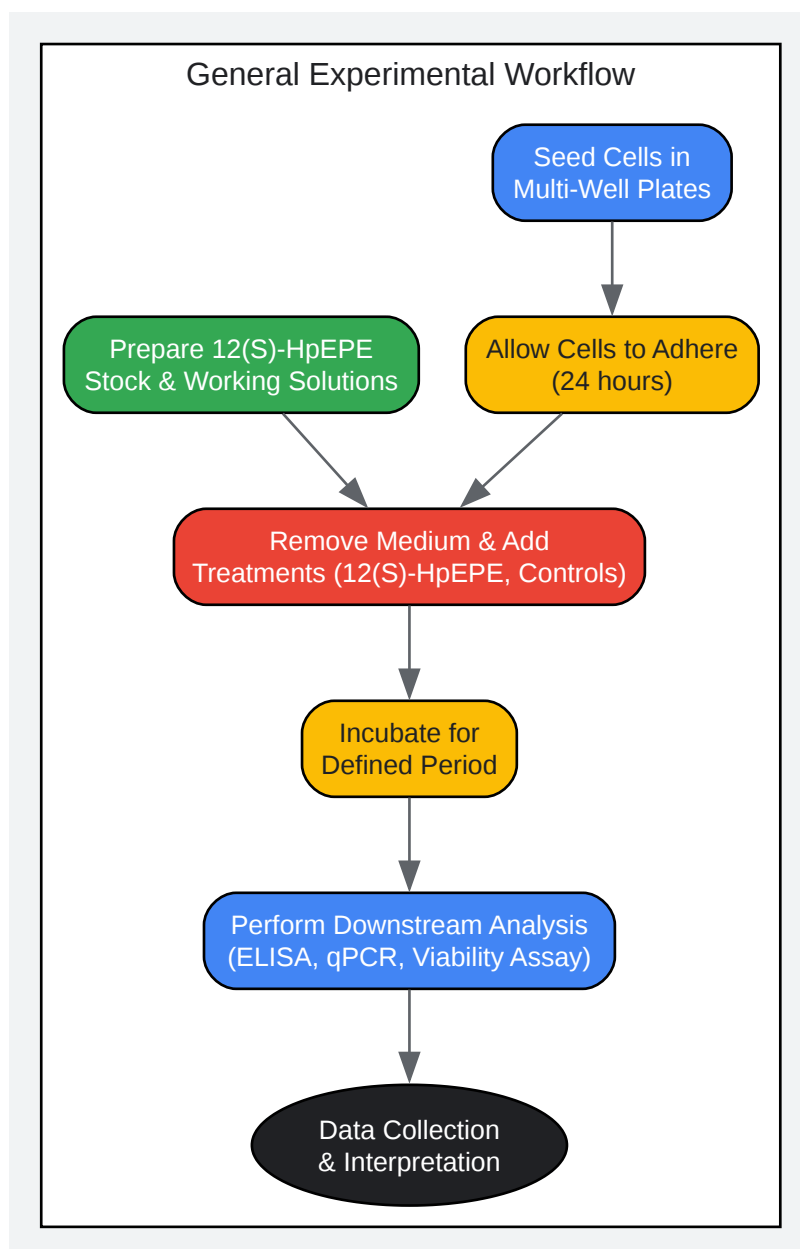 General Experimental Workflow
Seed Cells in
Multi-Well Plates
Prepare 12(S)-HpEPE
Stock & Working Solutions
Allow Cells to Adhere
(24 hours)
Remove Medium & Add
Treatments (12(S)-HpEPE, Controls)
Incubate for
Defined Period
Perform Downstream Analysis
(ELISA, qPCR, Viability Assay)
Data Collection
& Interpretation